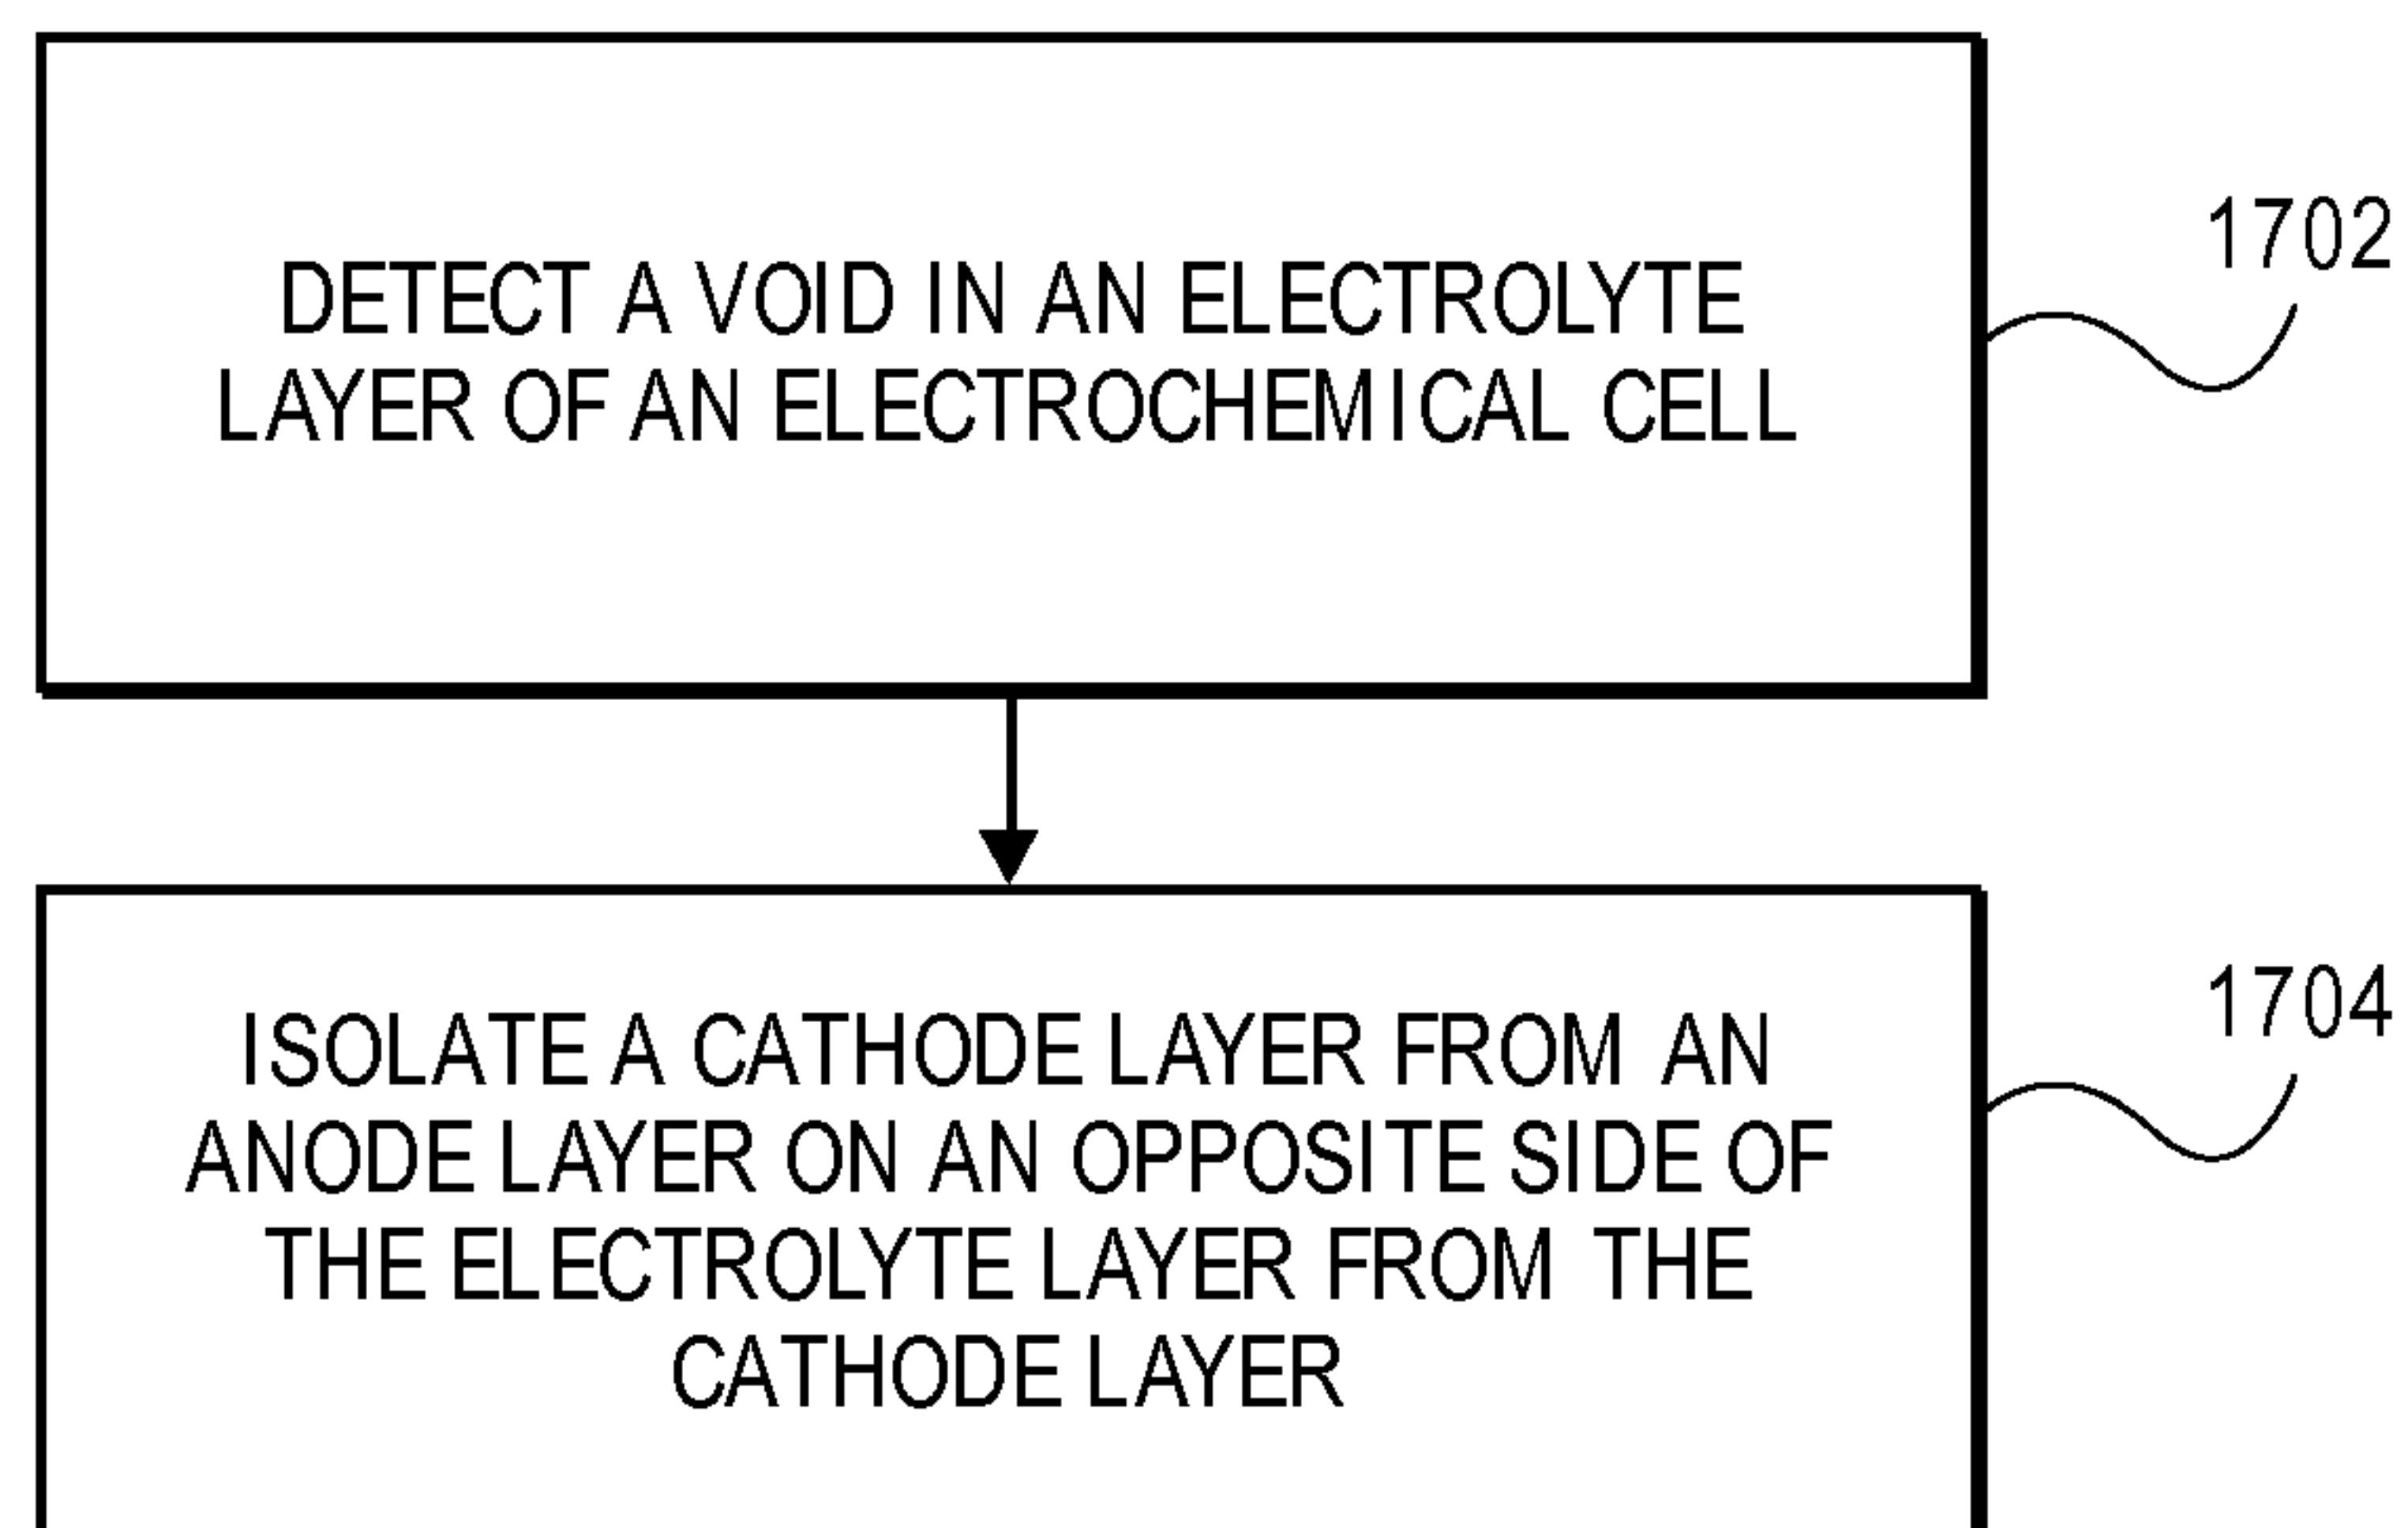 1702
DETECT A VOID IN AN ELECTROLYTE
LAYER OF AN ELECTROCHEMICAL CELL
1704
ISOLATE A CATHODE LAYER FROM AN
ANODE LAYER ON AN OPPOSITE SIDE OF
THE ELECTROLYTE LAYER FROM THE
CATHODE LAYER